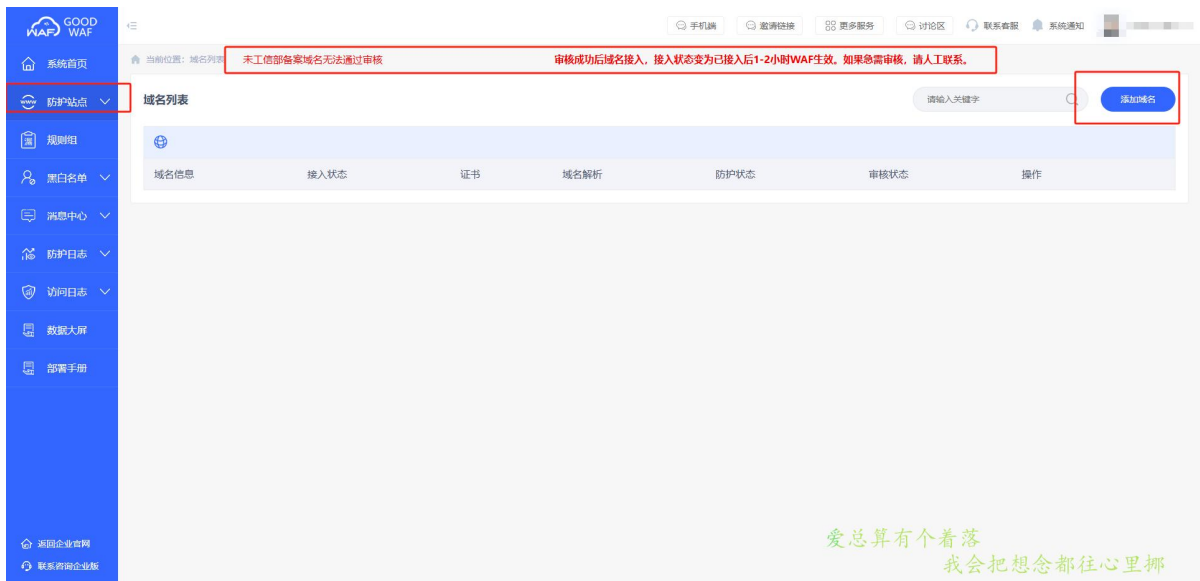 GOOD
WAF WAF
手机端 邀请链接 更多服务 讨论区 联系客服 系统通知
系统首页
当前位置：域名列表 未工信部备案域名无法通过审核 审核成功后域名接入，接入状态变为已接入后1-2小时WAF生效。如果急需审核，请人工联系。
www 防护站点
域名列表 请输入关键字 添加域名
规则组
域名信息 接入状态 证书 域名解析 防护状态 审核状态 操作
黑白名单
消息中心
防护日志
访问日志
数据大屏
部署手册
返回企业官网
联系咨询企业版
爱总算有个着落
我会把想念都往心里挪